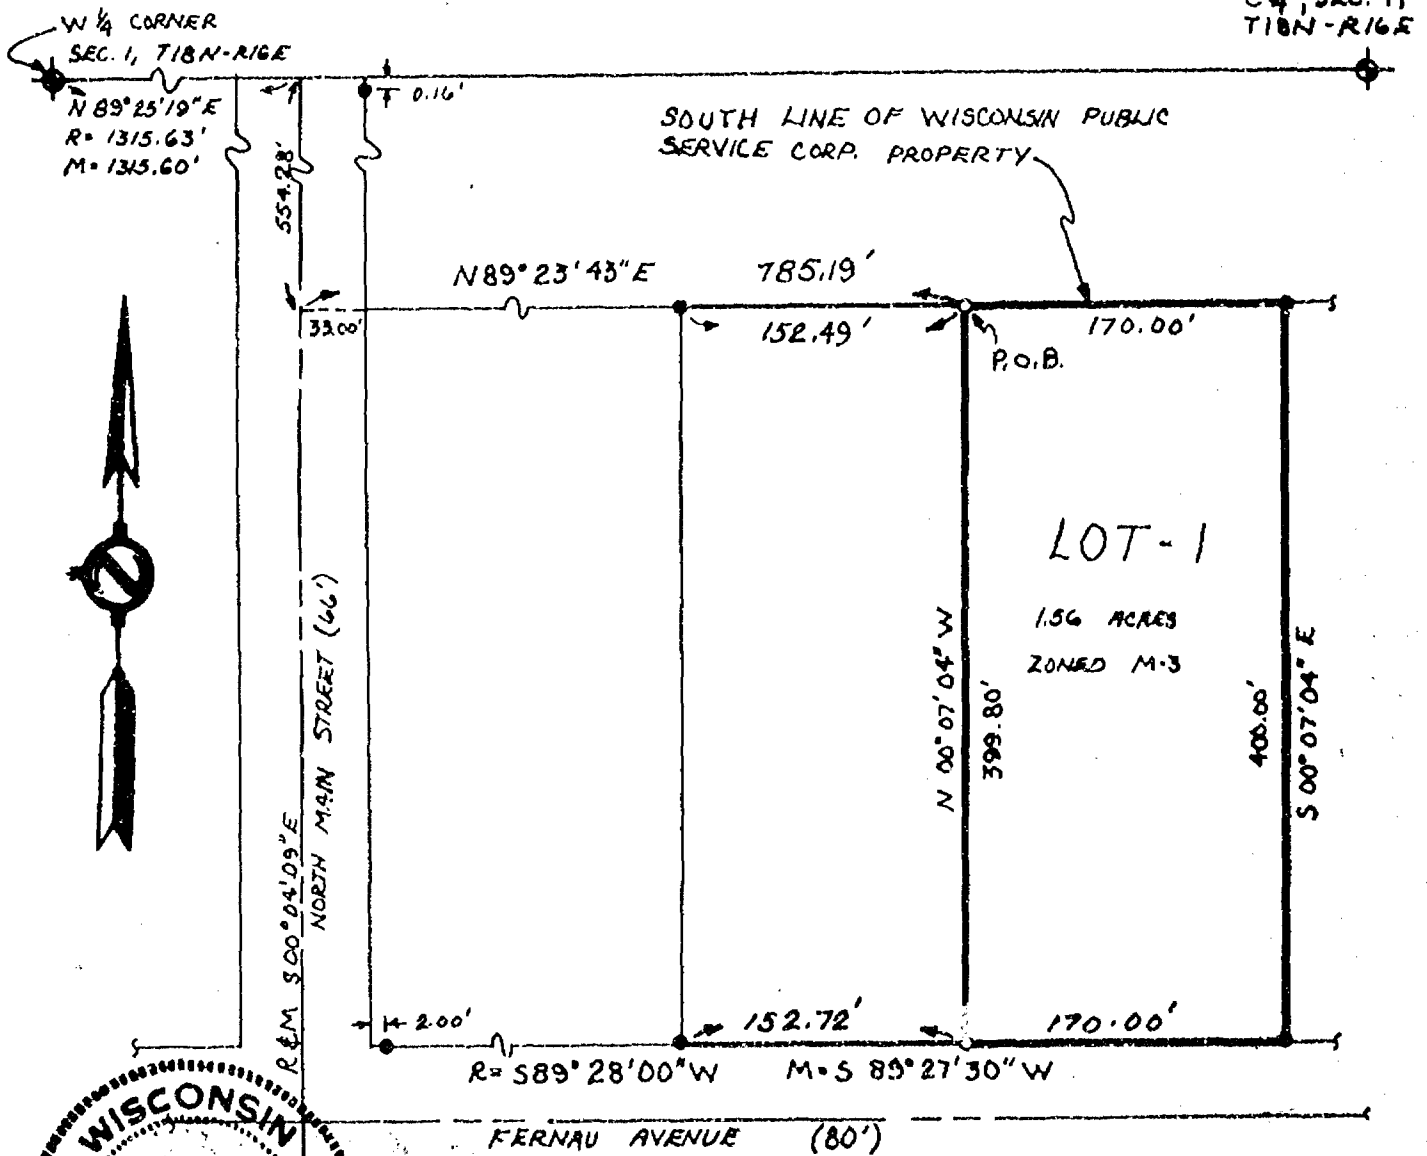 W 1/4 CORNER
SEC. 1, T18N-R16E
T18N-R16E
N 89°25'19"E
R= 1315.63'
M= 1315.60'
0.16'
554.28'
SOUTH LINE OF WISCONSIN PUBLIC
SERVICE CORP. PROPERTY
N 89°23'43"E 785.19'
33.00'
152.49'
170.00'
P.O.B.
LOT-1
1.56 ACRES
ZONED M-3
N 00°07'04" W
399.80'
400.00'
S 00°07'04" E
NORTH MAIN STREET (66')
R&M S00°04'09"E
2.00'
152.72'
170.00'
R= S89°28'00"W M= S 89°27'30"W
FERNAU AVENUE (80')
WISCONSIN